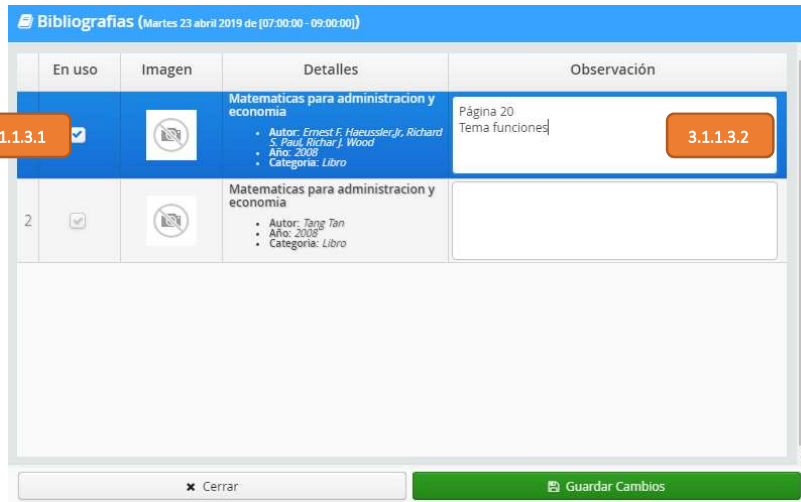 Bibliografias (Martes 23 abril 2019 de [07:00:00 - 09:00:00])
En uso Imagen Detalles Observación
1.1.3.1
Matematicas para administracion y
economia
• Autor: Ernest F. Haeussler,Jr, Richard
S. Paul, Richar J. Wood
• Año: 2008
• Categoria: Libro
Página 20
Tema funciones
3.1.1.3.2
2
Matematicas para administracion y
economia
• Autor: Tang Tan
• Año: 2008
• Categoria: Libro
Cerrar
Guardar Cambios